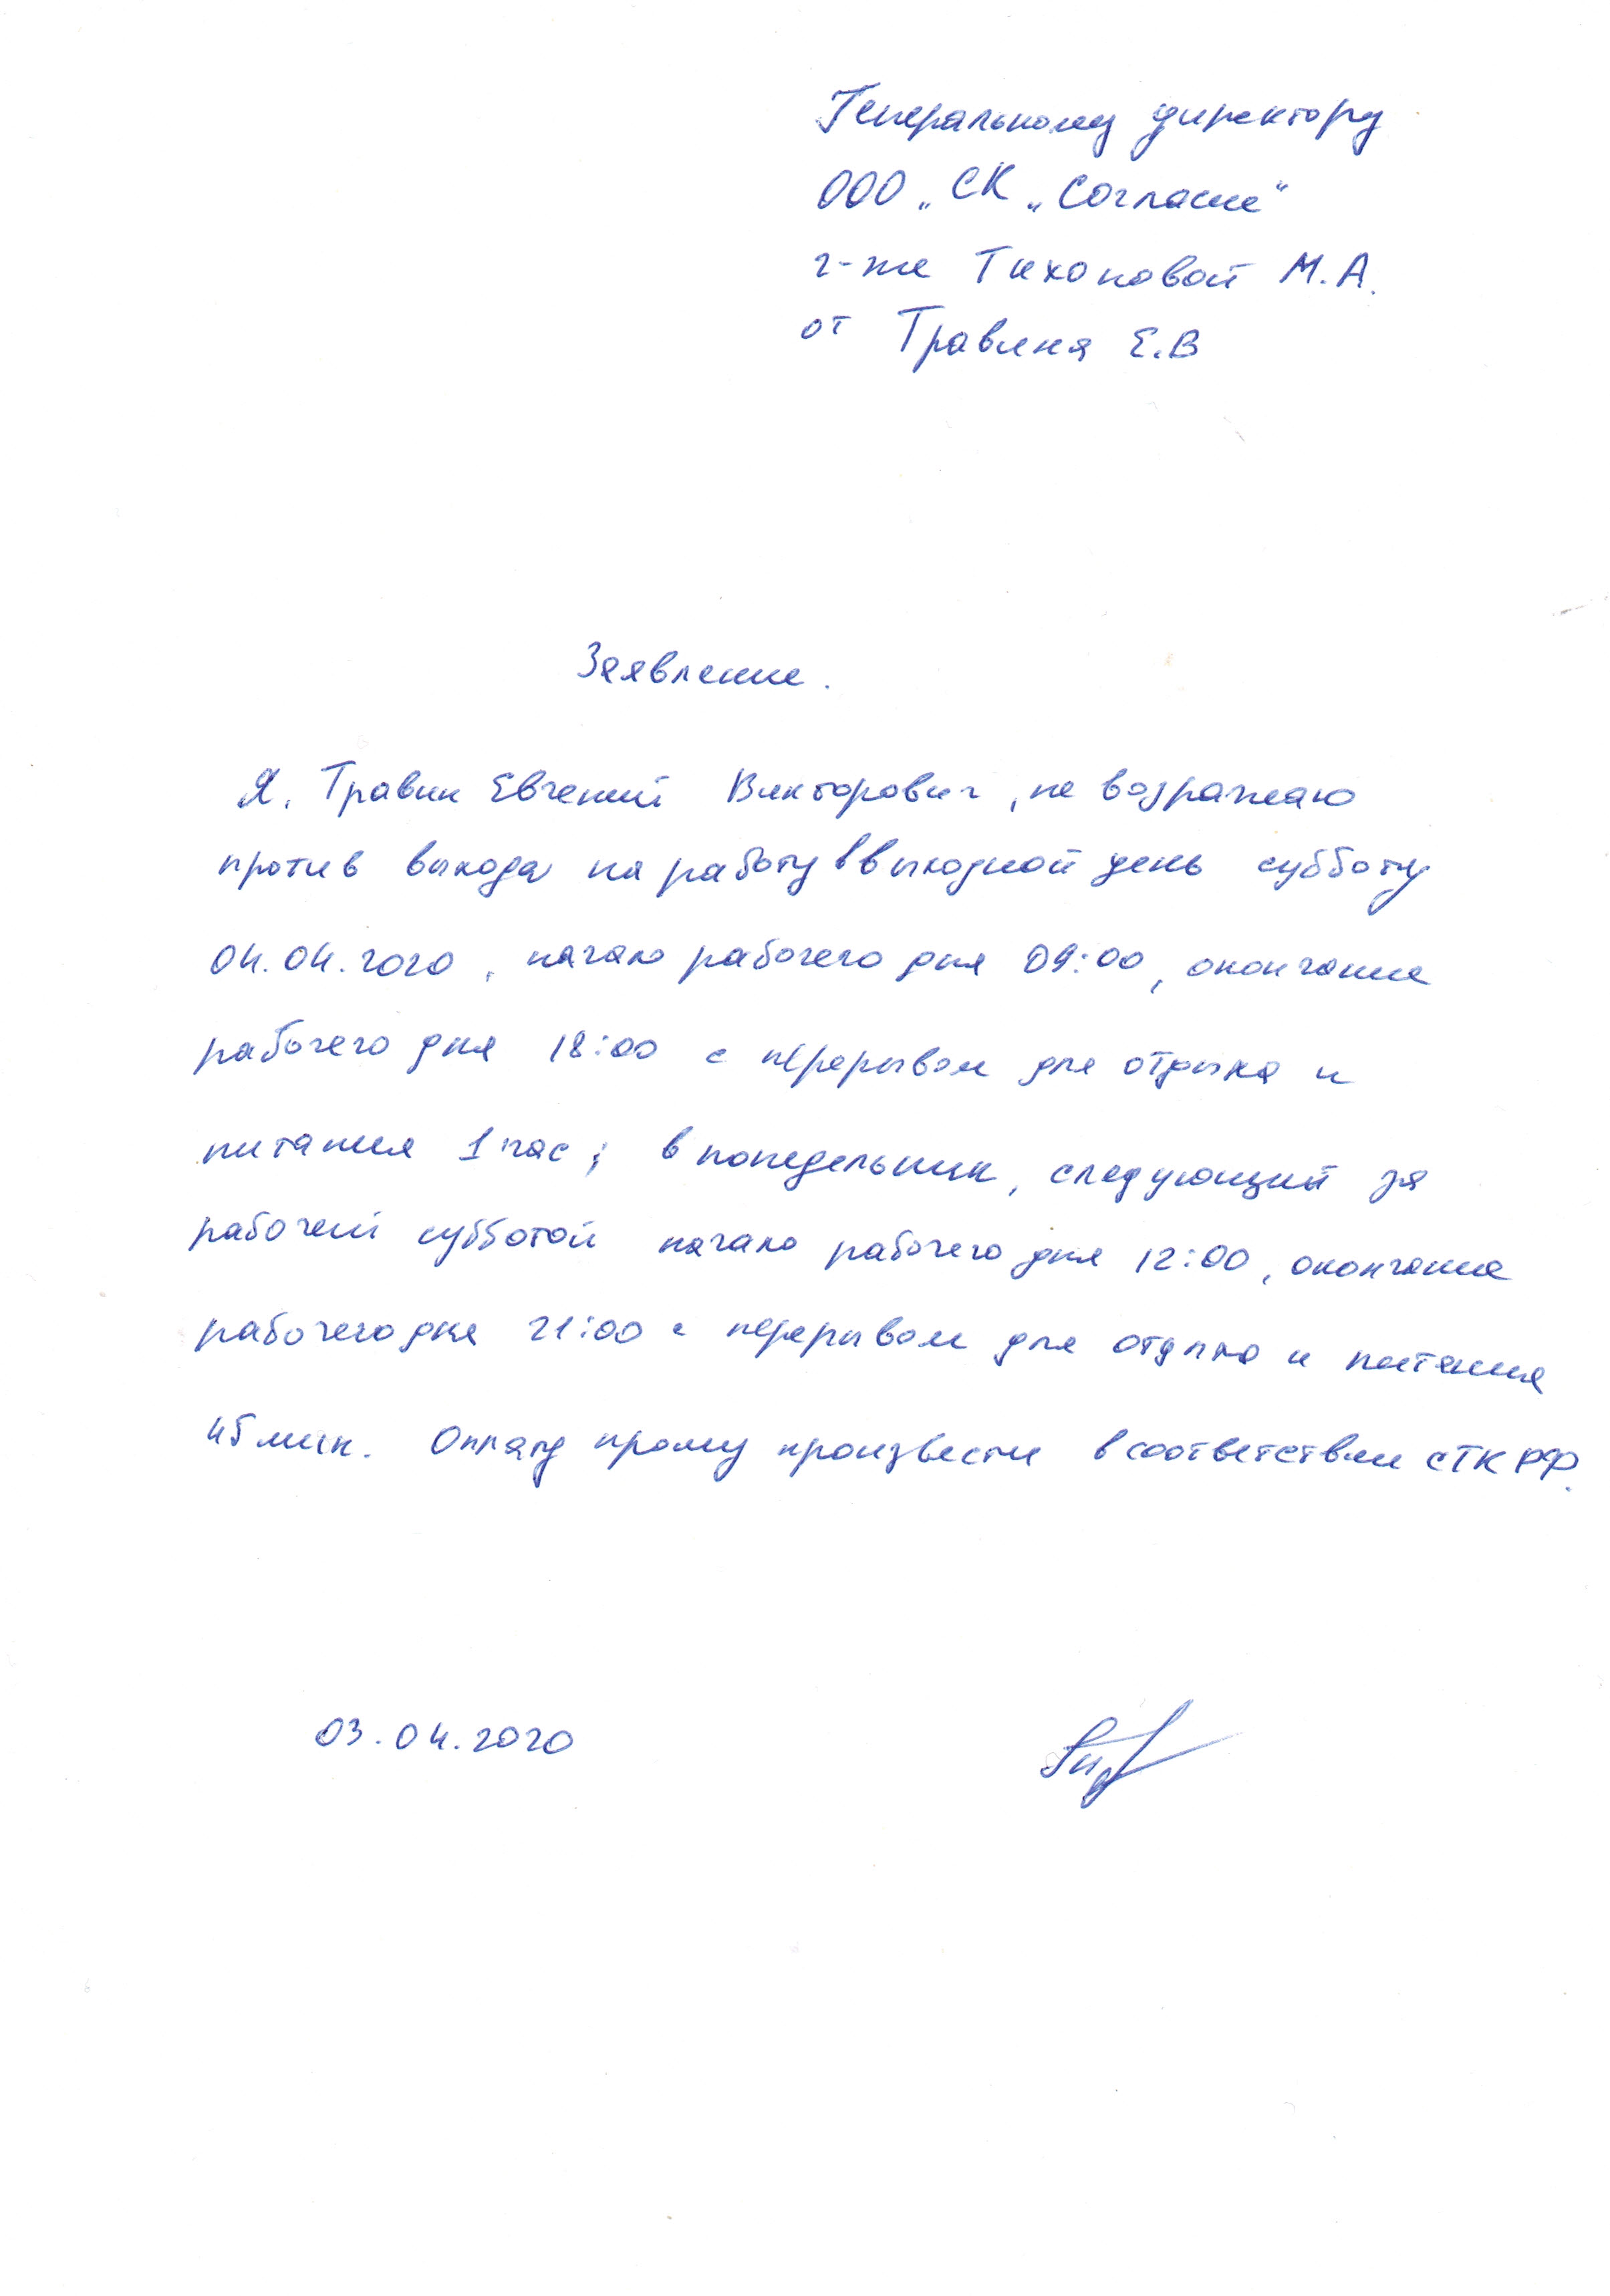 Генеральному директору
ООО „СК „Согласие“
г-же Тихоновой М.А.
от Травина Е.В
Заявление.
Я, Травин Евгений Викторович, не возражаю
против выхода на работу в выходной день субботу
04.04.2020, начало рабочего дня 09:00, окончание
рабочего дня 18:00 с перерывом для отдыха и
питания 1 час; в понедельник, следующий за
рабочей субботой начало рабочего дня 12:00, окончание
рабочего дня 21:00 с перерывом для отдыха и питания
45 мин. Оплату прошу произвести в соответствии с ТК РФ.
03.04.2020